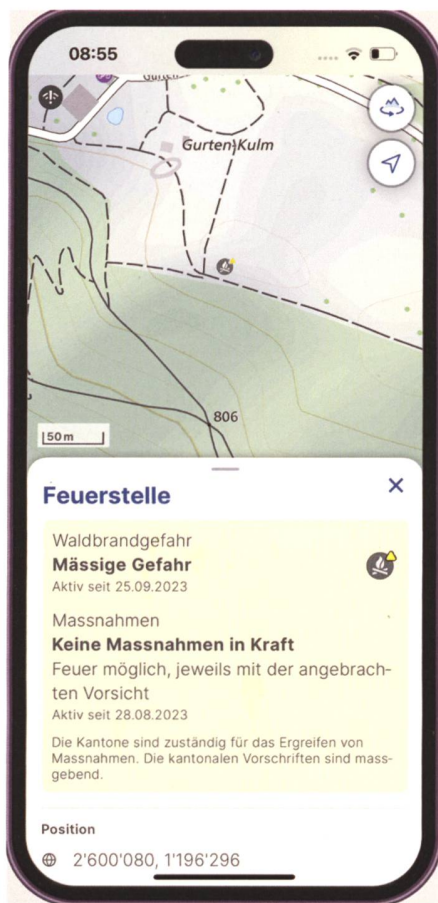 08:55
Gurten-Kulm
50 m
806
Feuerstelle
Waldbrandgefahr
Mässige Gefahr
Aktiv seit 25.09.2023
Massnahmen
Keine Massnahmen in Kraft
Feuer möglich, jeweils mit der angebrach-
ten Vorsicht
Aktiv seit 28.08.2023
Die Kantone sind zuständig für das Ergreifen von
Massnahmen. Die kantonalen Vorschriften sind mass-
gebend.
Position
2'600'080, 1'196'296